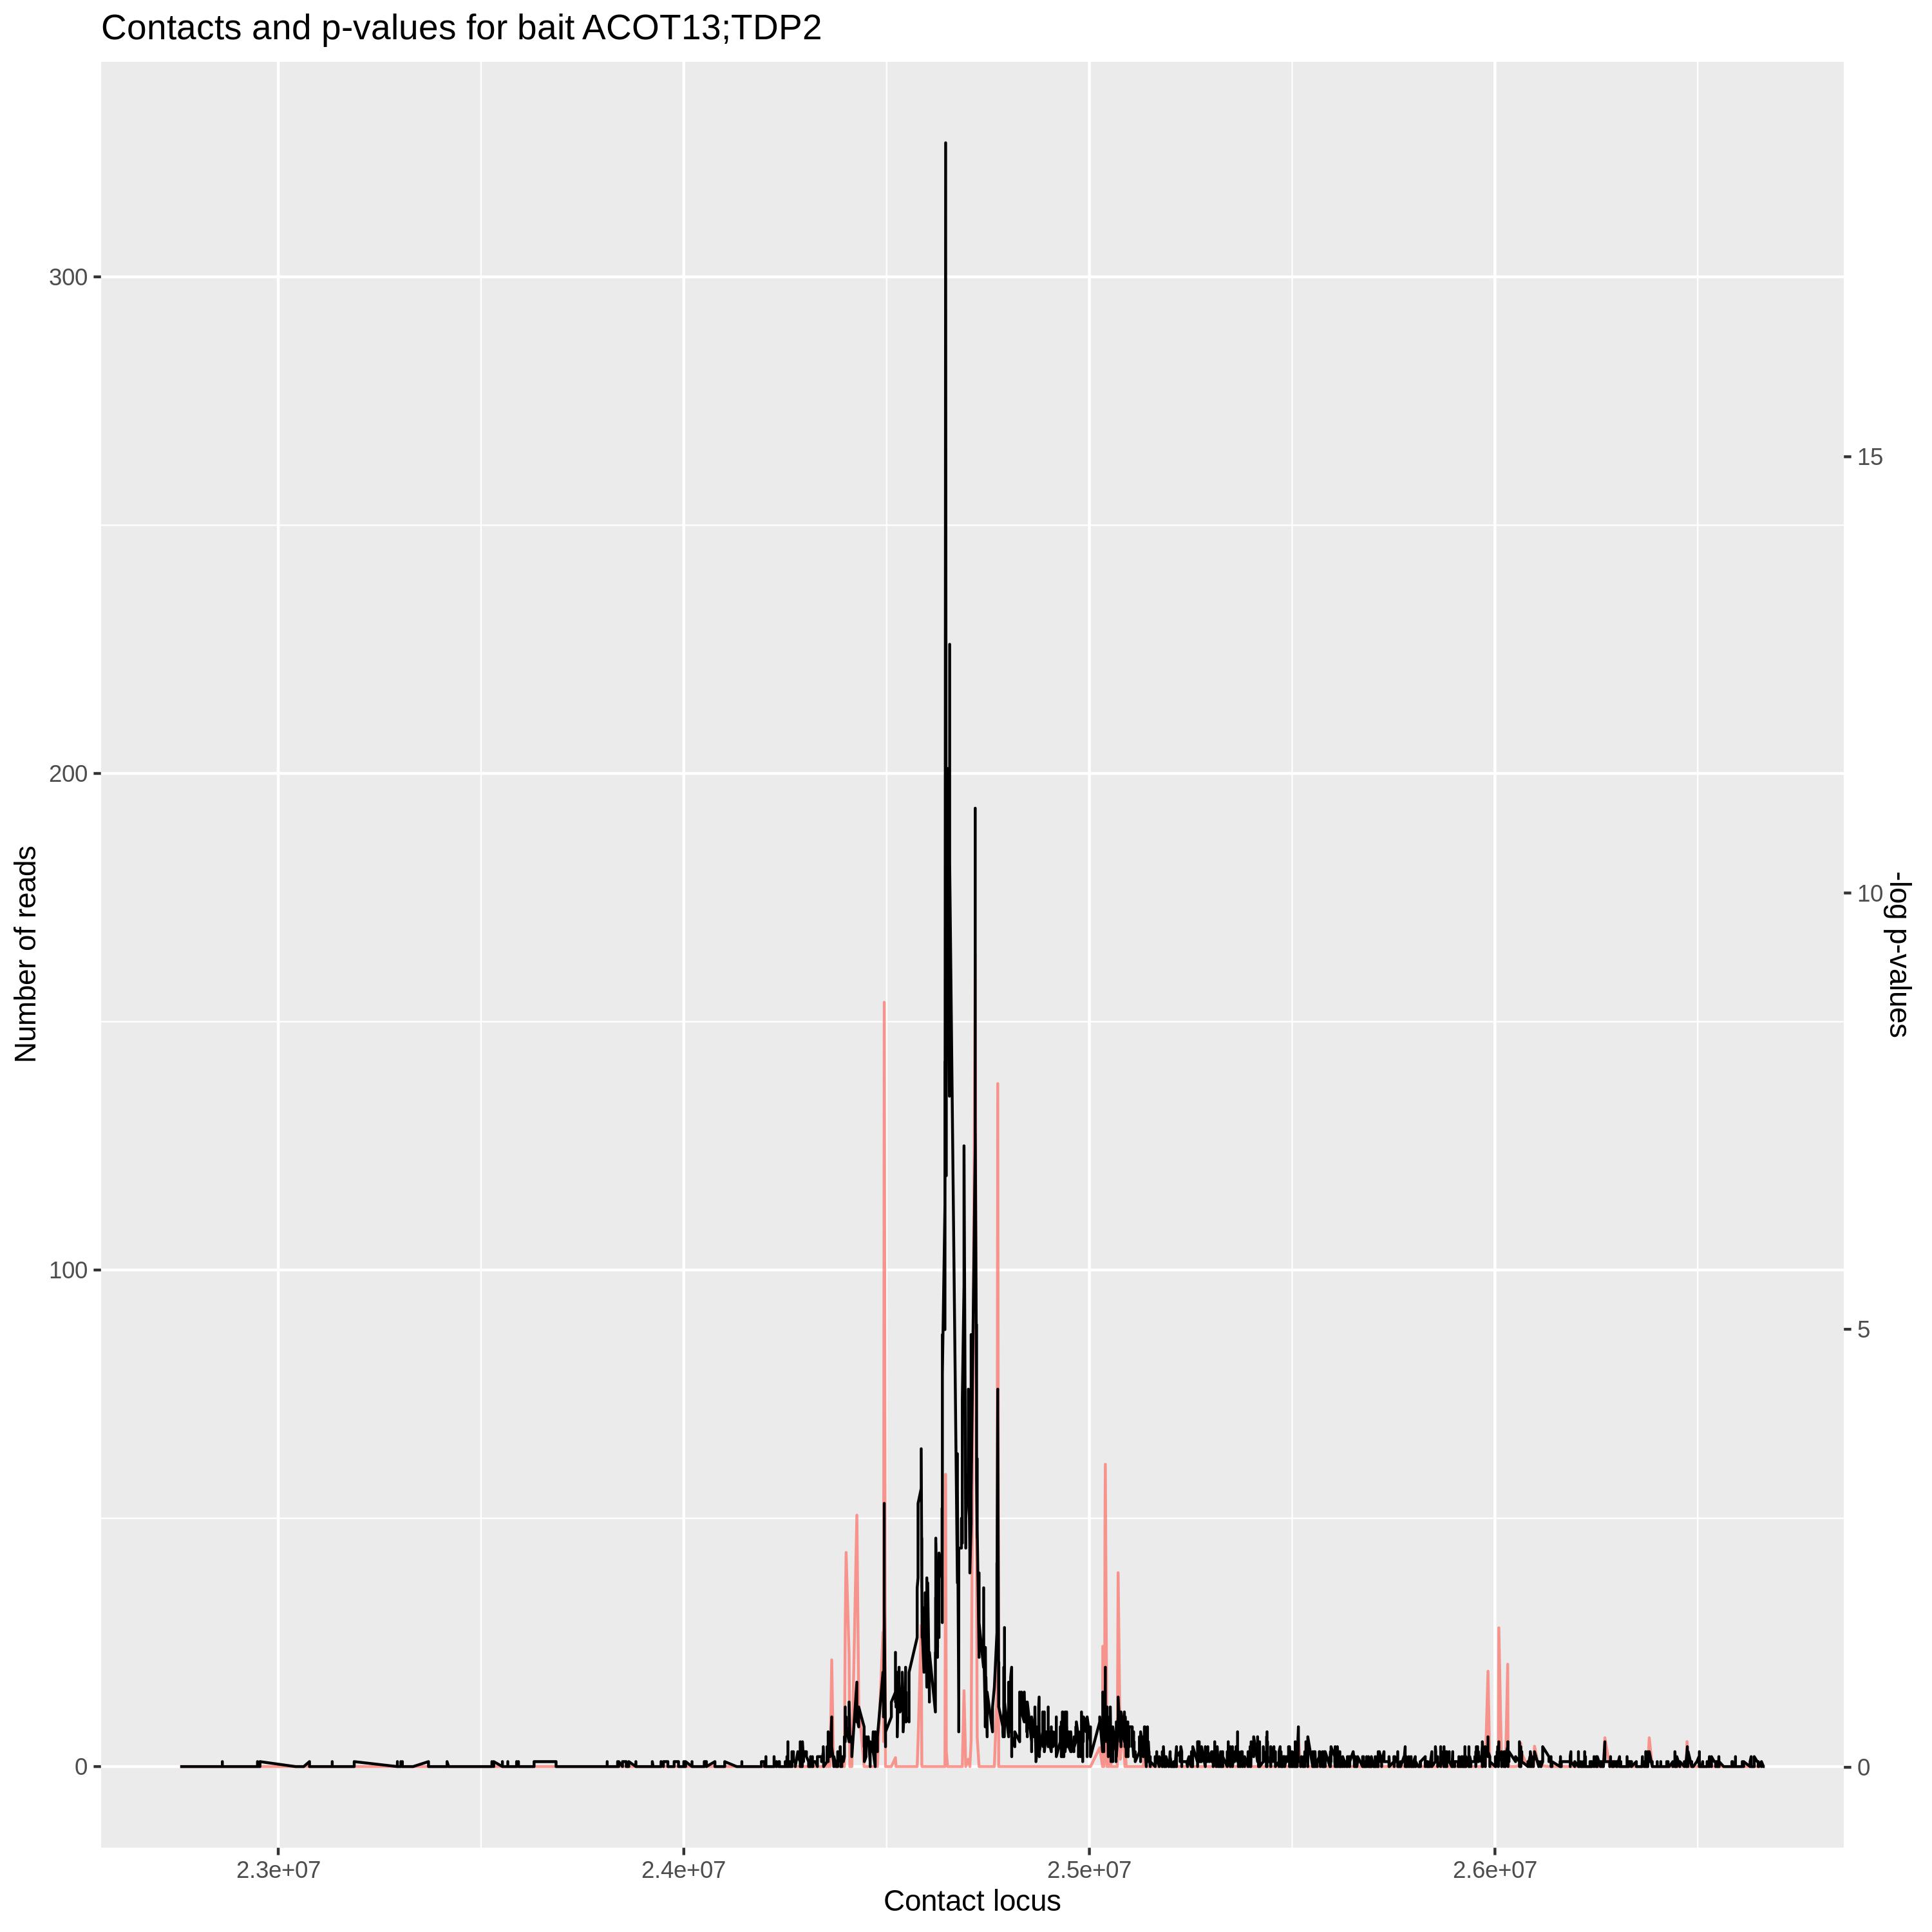 Contacts and p-values for bait ACOT13;TDP2
300
200
100
0
Number of reads
15
10
5
0
-log p-values
2.3e+07
2.4e+07
2.5e+07
2.6e+07
Contact locus